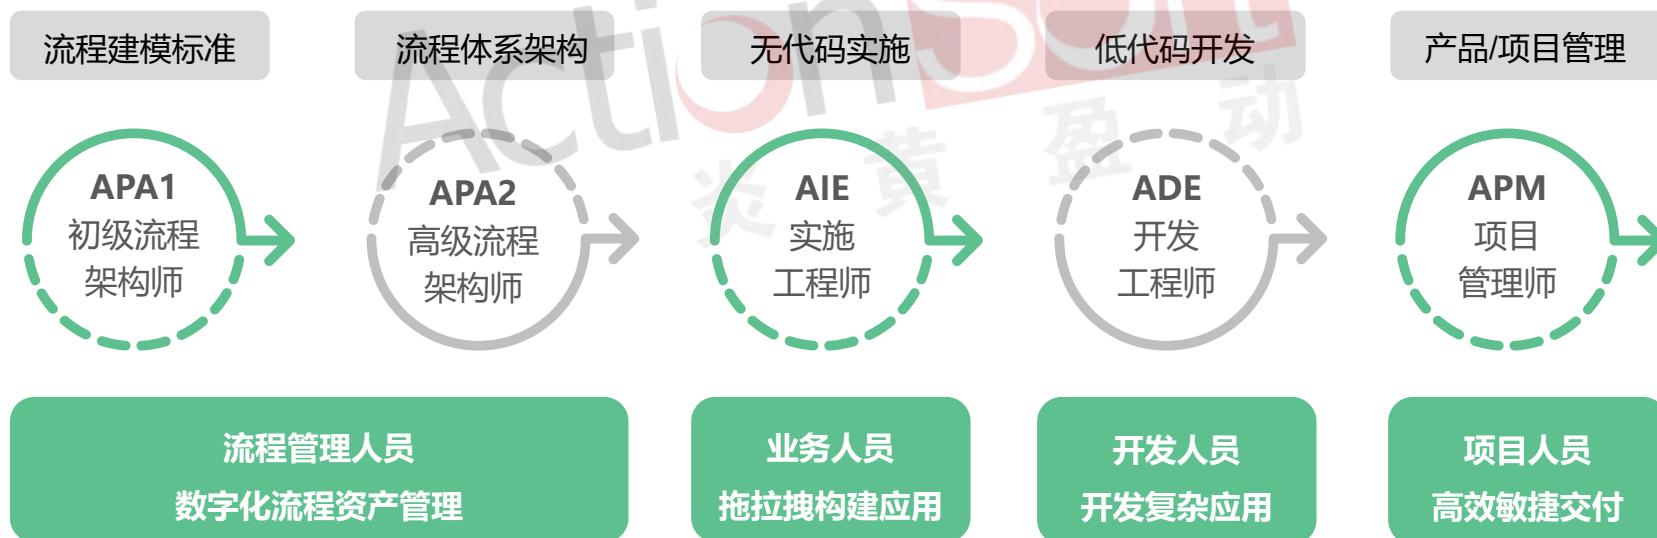 流程建模标准
流程体系架构
无代码实施
低代码开发
产品/项目管理
APA1
初级流程
架构师
APA2
高级流程
架构师
AIE
实施
工程师
ADE
开发
工程师
APM
项目
管理师
流程管理人员
数字化流程资产管理
业务人员
拖拉拽构建应用
开发人员
开发复杂应用
项目人员
高效敏捷交付
Actionsoft
炎黄盈动